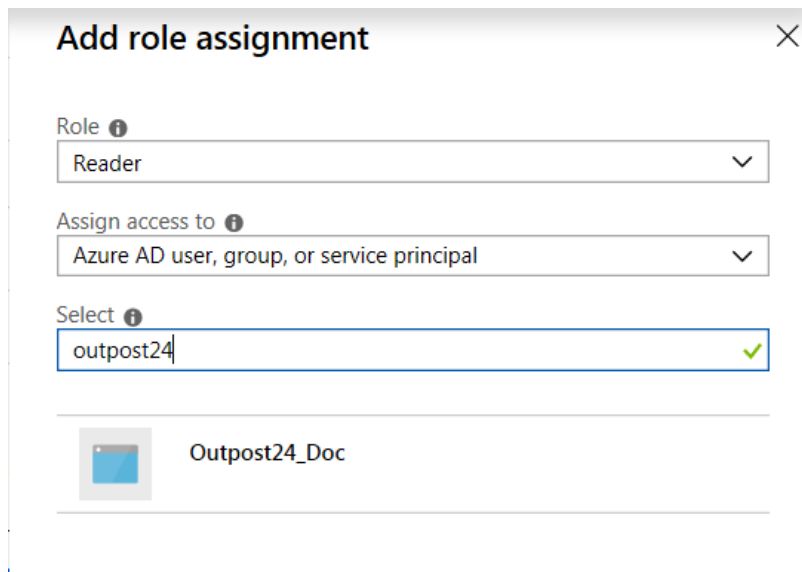 Add role assignment
Role
Reader
Assign access to
Azure AD user, group, or service principal
Select
outpost24
Outpost24_Doc